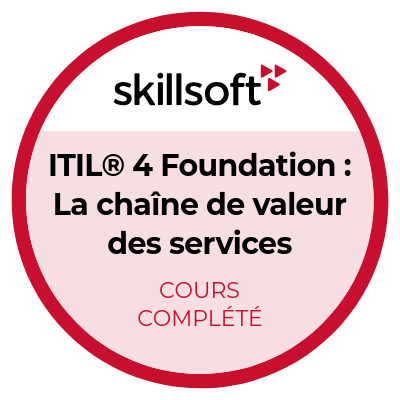 skillsoft
ITIL® 4 Foundation :
La chaîne de valeur
des services
COURS
COMPLÉTÉ